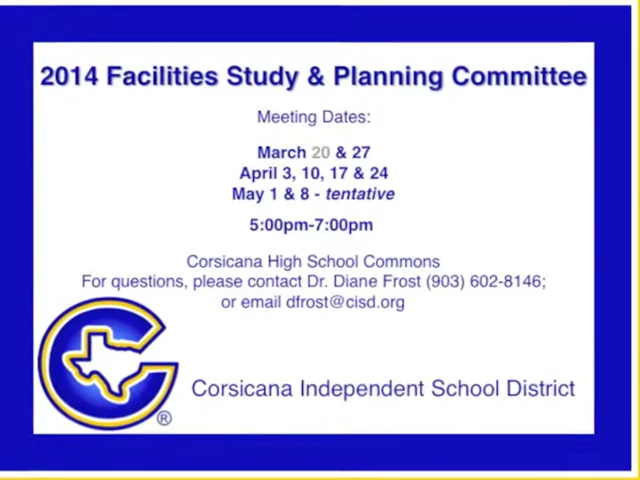 2014 Facilities Study & Planning Committee
Meeting Dates:
March 20 & 27
April 3, 10, 17 & 24
May 1 & 8 - tentative
5:00pm-7:00pm
Corsicana High School Commons
For questions, please contact Dr. Diane Frost (903) 602-8146;
or email dfrost@cisd.org
®
Corsicana Independent School District